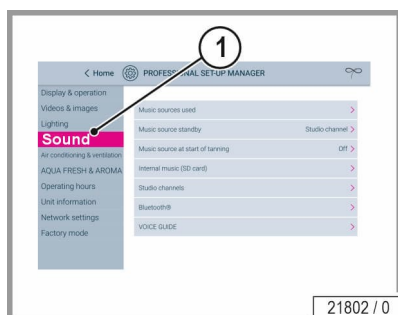 1
< Home PROFESSIONAL SET-UP MANAGER
Display & operation
Videos & images
Lighting
Sound
Air conditioning & ventilation
AQUA FRESH & AROMA
Operating hours
Unit information
Network settings
Factory mode
Music sources used >
Music source standby Studio channel >
Music source at start of tanning Off >
Internal music (SD card) >
Studio channels >
Bluetooth® >
VOICE GUIDE >
21802 / 0